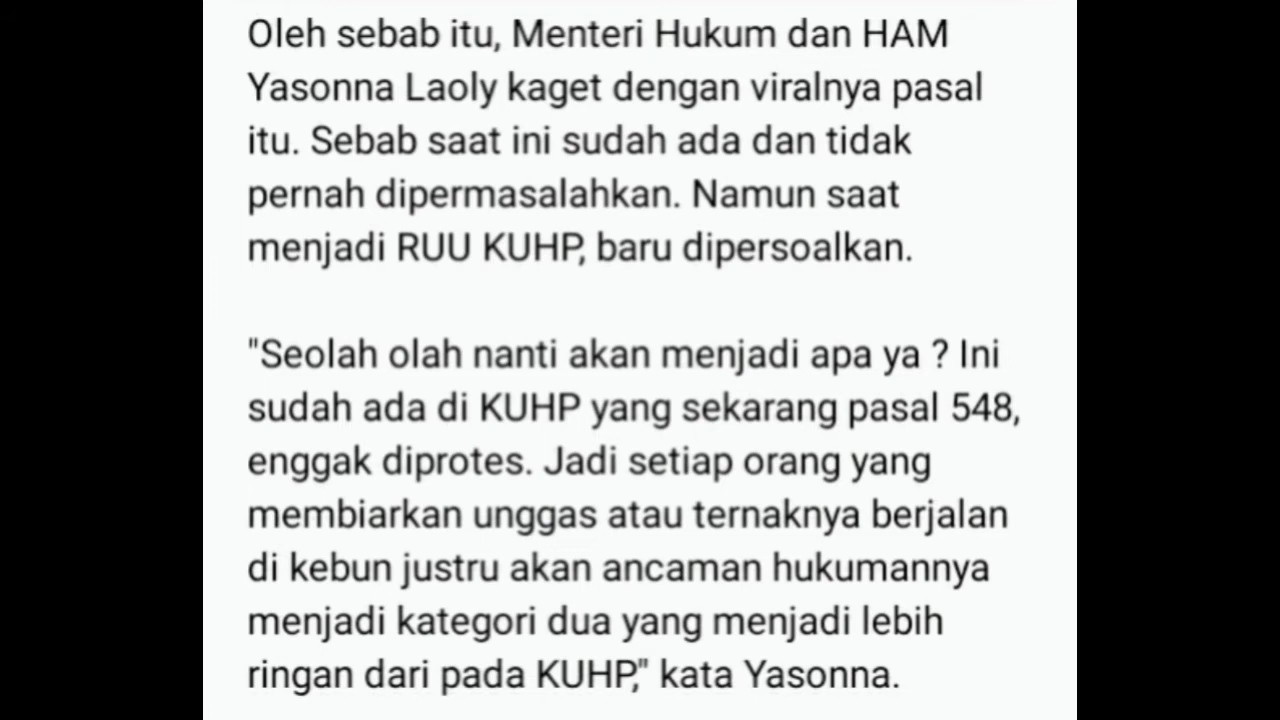 Oleh sebab itu, Menteri Hukum dan HAM
Yasonna Laoly kaget dengan viralnya pasal
itu. Sebab saat ini sudah ada dan tidak
pernah dipermasalahkan. Namun saat
menjadi RUU KUHP, baru dipersoalkan.
"Seolah olah nanti akan menjadi apa ya ? Ini
sudah ada di KUHP yang sekarang pasal 548,
enggak diprotes. Jadi setiap orang yang
membiarkan unggas atau ternaknya berjalan
di kebun justru akan ancaman hukumannya
menjadi kategori dua yang menjadi lebih
ringan dari pada KUHP," kata Yasonna.